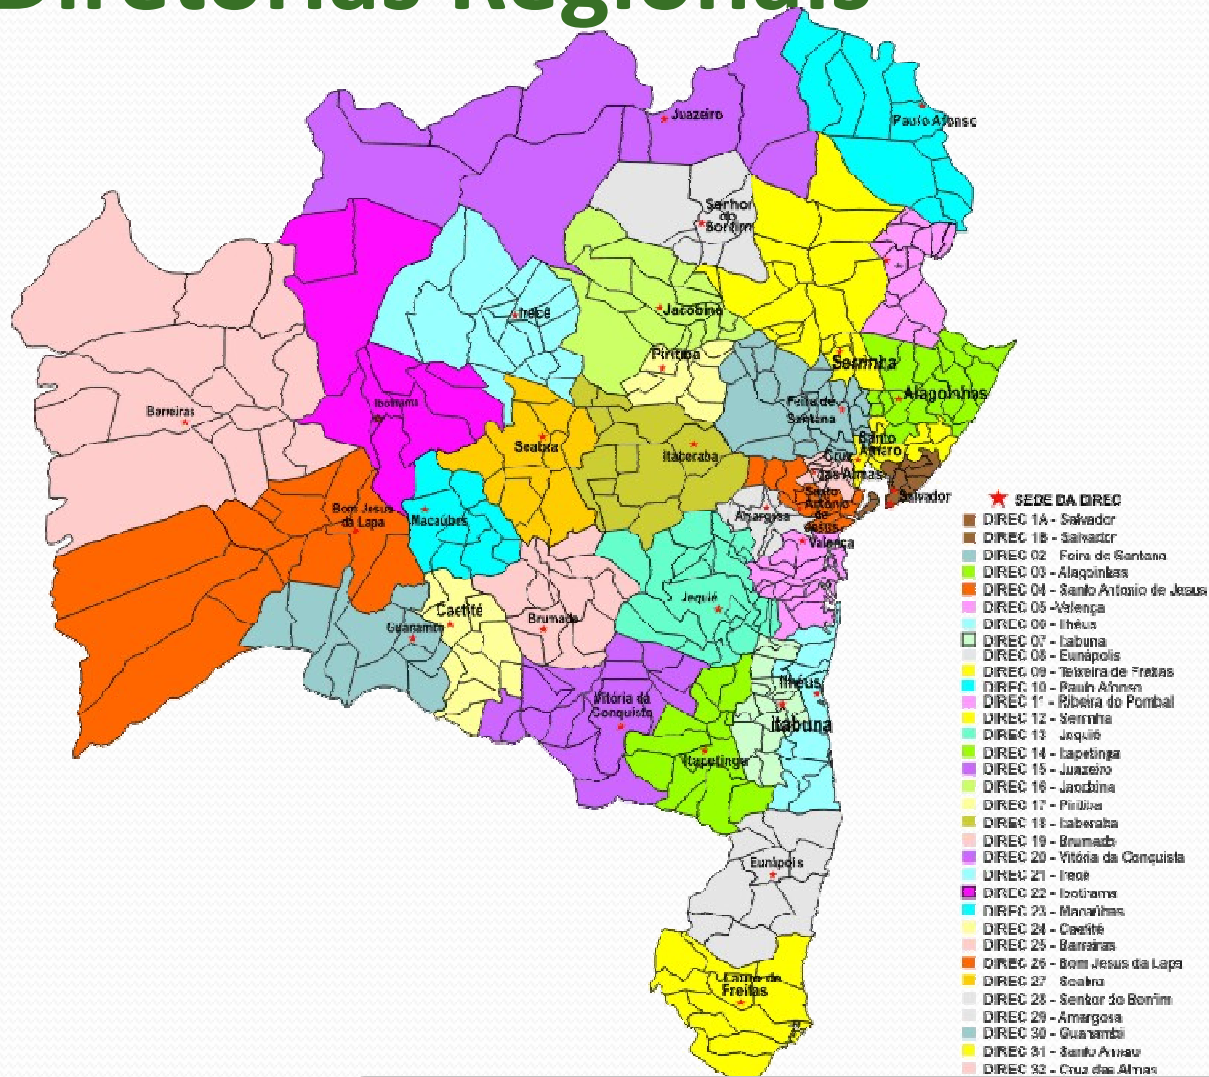 Diretorias Regionais
Juazeiro
Paulo Afonso
Senhor
do
Bonfim
Irecê
Jacobina
Piritiba
Serrinha
Barreiras
Feira de
Santana
Alagoinhas
Seabra
Itaberaba
Santo
Amaro
Cruz
das Almas
Salvador
Bom Jesus
da Lapa
Macaúbas
Amargosa
Santo
Antonio
de
Jesus
Valença
Caetité
Guanambi
Brumado
Jequié
Vitória da
Conquista
Ilhéus
Itabuna
Itapetinga
Eunápolis
Freitas
SEDE DA DIREC
DIREC 1A - Salvador
DIREC 1B - Salvador
DIREC 02 - Feira de Santana
DIREC 03 - Alagoinhas
DIREC 04 - Santo Antonio de Jesus
DIREC 05 - Valença
DIREC 06 - Ilhéus
DIREC 07 - Itabuna
DIREC 08 - Eunápolis
DIREC 09 - Teixeira de Freitas
DIREC 10 - Paulo Afonso
DIREC 11 - Ribeira do Pombal
DIREC 12 - Serrinha
DIREC 13 - Jequié
DIREC 14 - Itapetinga
DIREC 15 - Juazeiro
DIREC 16 - Jacobina
DIREC 17 - Piritiba
DIREC 18 - Itaberaba
DIREC 19 - Brumado
DIREC 20 - Vitória da Conquista
DIREC 21 - Irecê
DIREC 22 - Ibotirama
DIREC 23 - Macaúbas
DIREC 24 - Caetité
DIREC 25 - Barreiras
DIREC 26 - Bom Jesus da Lapa
DIREC 27 - Seabra
DIREC 28 - Senhor do Bonfim
DIREC 29 - Amargosa
DIREC 30 - Guanambi
DIREC 31 - Santo Amaro
DIREC 32 - Cruz das Almas